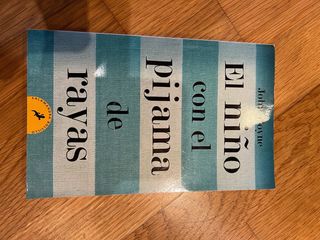 El niño
con el
pijama
de
rayas